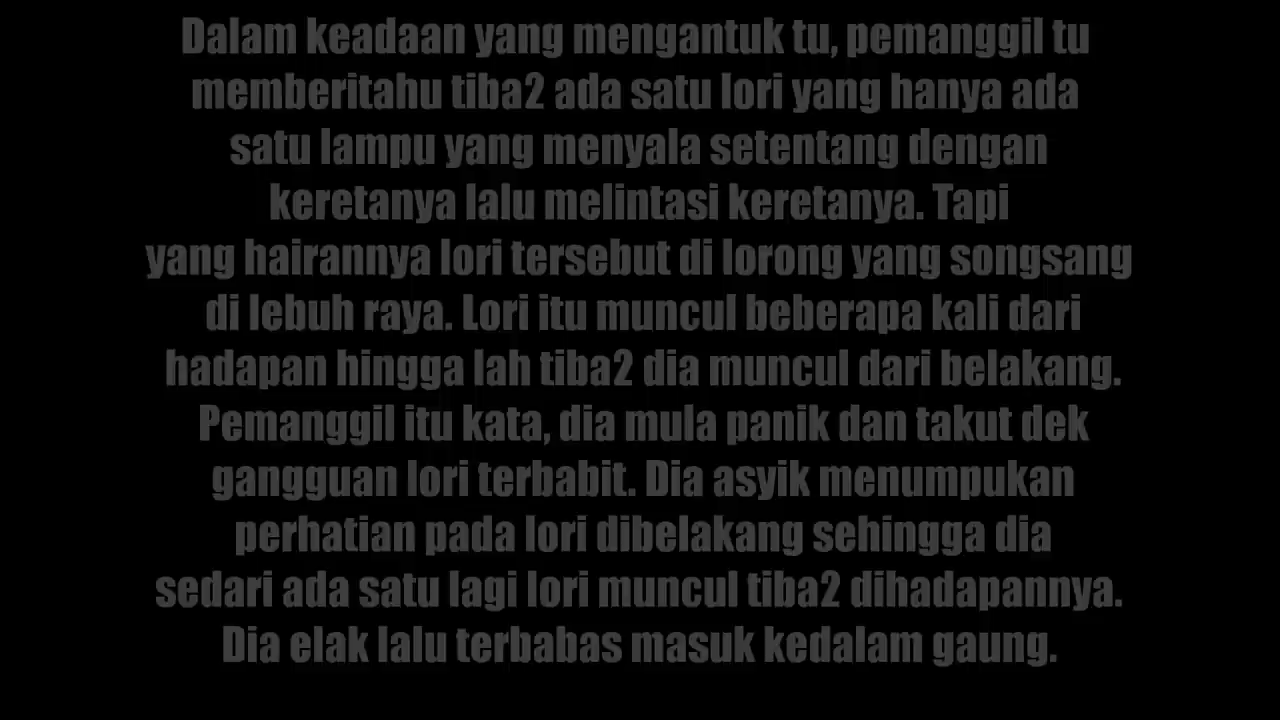 Dalam keadaan yang mengantuk tu, pemanggil tu
memberitahu tiba2 ada satu lori yang hanya ada
satu lampu yang menyala setentang dengan
keretanya lalu melintasi keretanya. Tapi
yang hairannya lori tersebut di lorong yang songsang
di lebuh raya. Lori itu muncul beberapa kali dari
hadapan hingga lah tiba2 dia muncul dari belakang.
Pemanggil itu kata, dia mula panik dan takut dek
gangguan lori terbabit. Dia asyik menumpukan
perhatian pada lori dibelakang sehingga dia
sedari ada satu lagi lori muncul tiba2 dihadapannya.
Dia elak lalu terbabas masuk kedalam gaung.